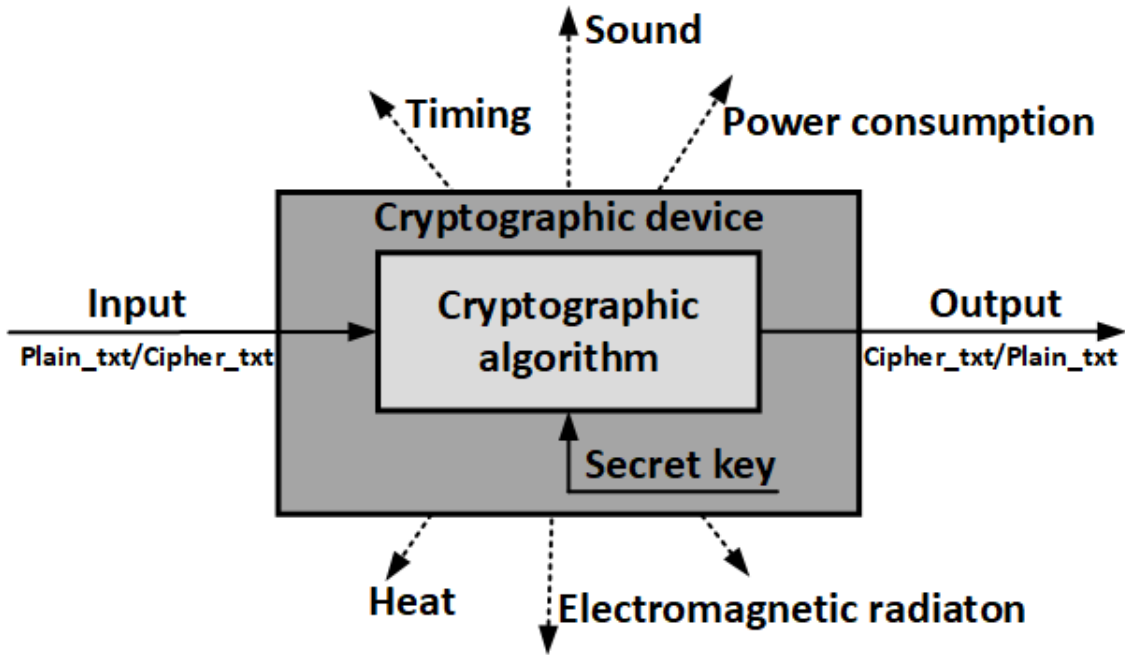 Sound
Timing
Power consumption
Cryptographic device
Input
Cryptographic
algorithm
Output
Plain_txt/Cipher_txt
Cipher_txt/Plain_txt
Secret key
Heat
Electromagnetic radiaton